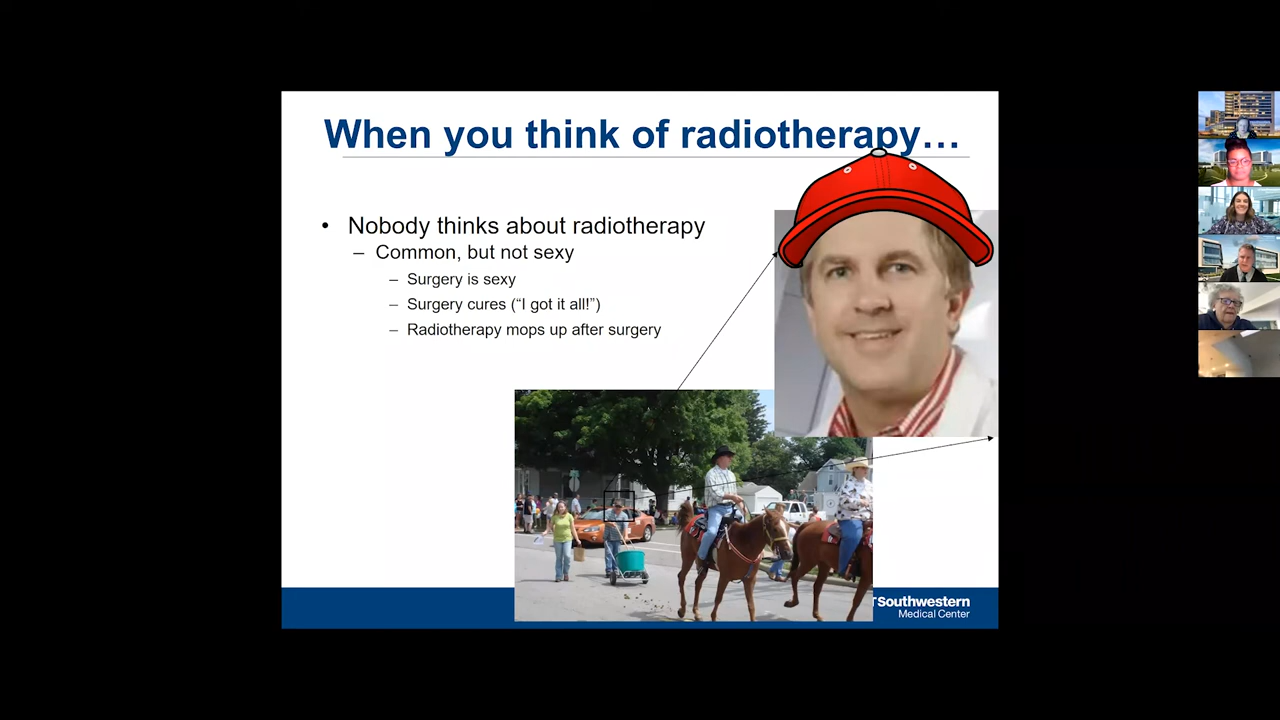 When you think of radiotherapy…
• Nobody thinks about radiotherapy
– Common, but not sexy
– Surgery is sexy
– Surgery cures (“I got it all!”)
– Radiotherapy mops up after surgery
Southwestern
Medical Center